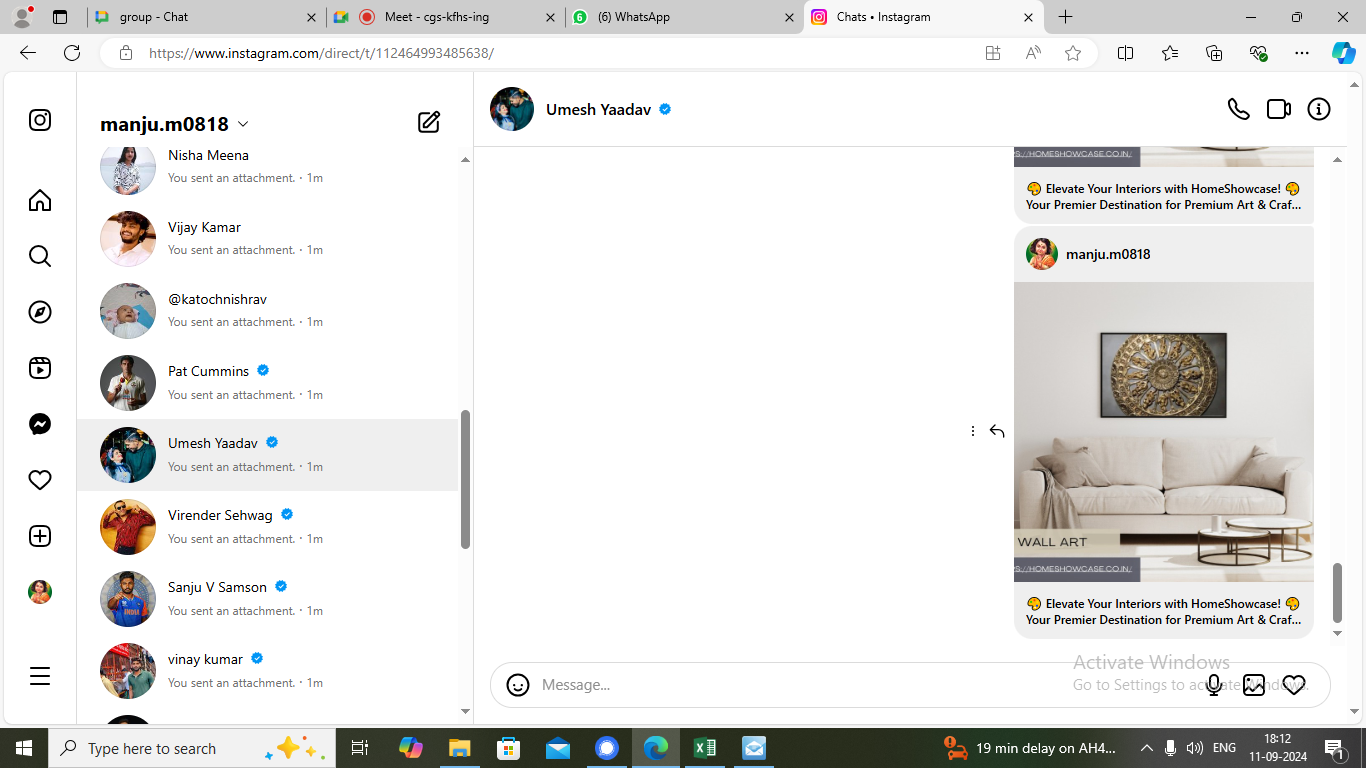 group - Chat
Meet - cgs-kfhs-ing
(6) WhatsApp
Chats • Instagram
https://www.instagram.com/direct/t/112464993485638/
manju.m0818
Nisha Meena
You sent an attachment. · 1m
Vijay Kamar
You sent an attachment. · 1m
@katochnishrav
You sent an attachment. · 1m
Pat Cummins
You sent an attachment. · 1m
Umesh Yaadav
You sent an attachment. · 1m
Virender Sehwag
You sent an attachment. · 1m
Sanju V Samson
You sent an attachment. · 1m
vinay kumar
You sent an attachment. · 1m
Umesh Yaadav
S://HOMESHOWCASE.CO.IN/
🎨 Elevate Your Interiors with HomeShowcase! 🎨
Your Premier Destination for Premium Art & Craf...
manju.m0818
WALL ART
PS://HOMESHOWCASE.CO.IN/
🎨 Elevate Your Interiors with HomeShowcase! 🎨
Your Premier Destination for Premium Art & Craf...
Message...
Activate Windows
Go to Settings to activate Windows.
Type here to search
19 min delay on AH4...
ENG
18:12
11-09-2024